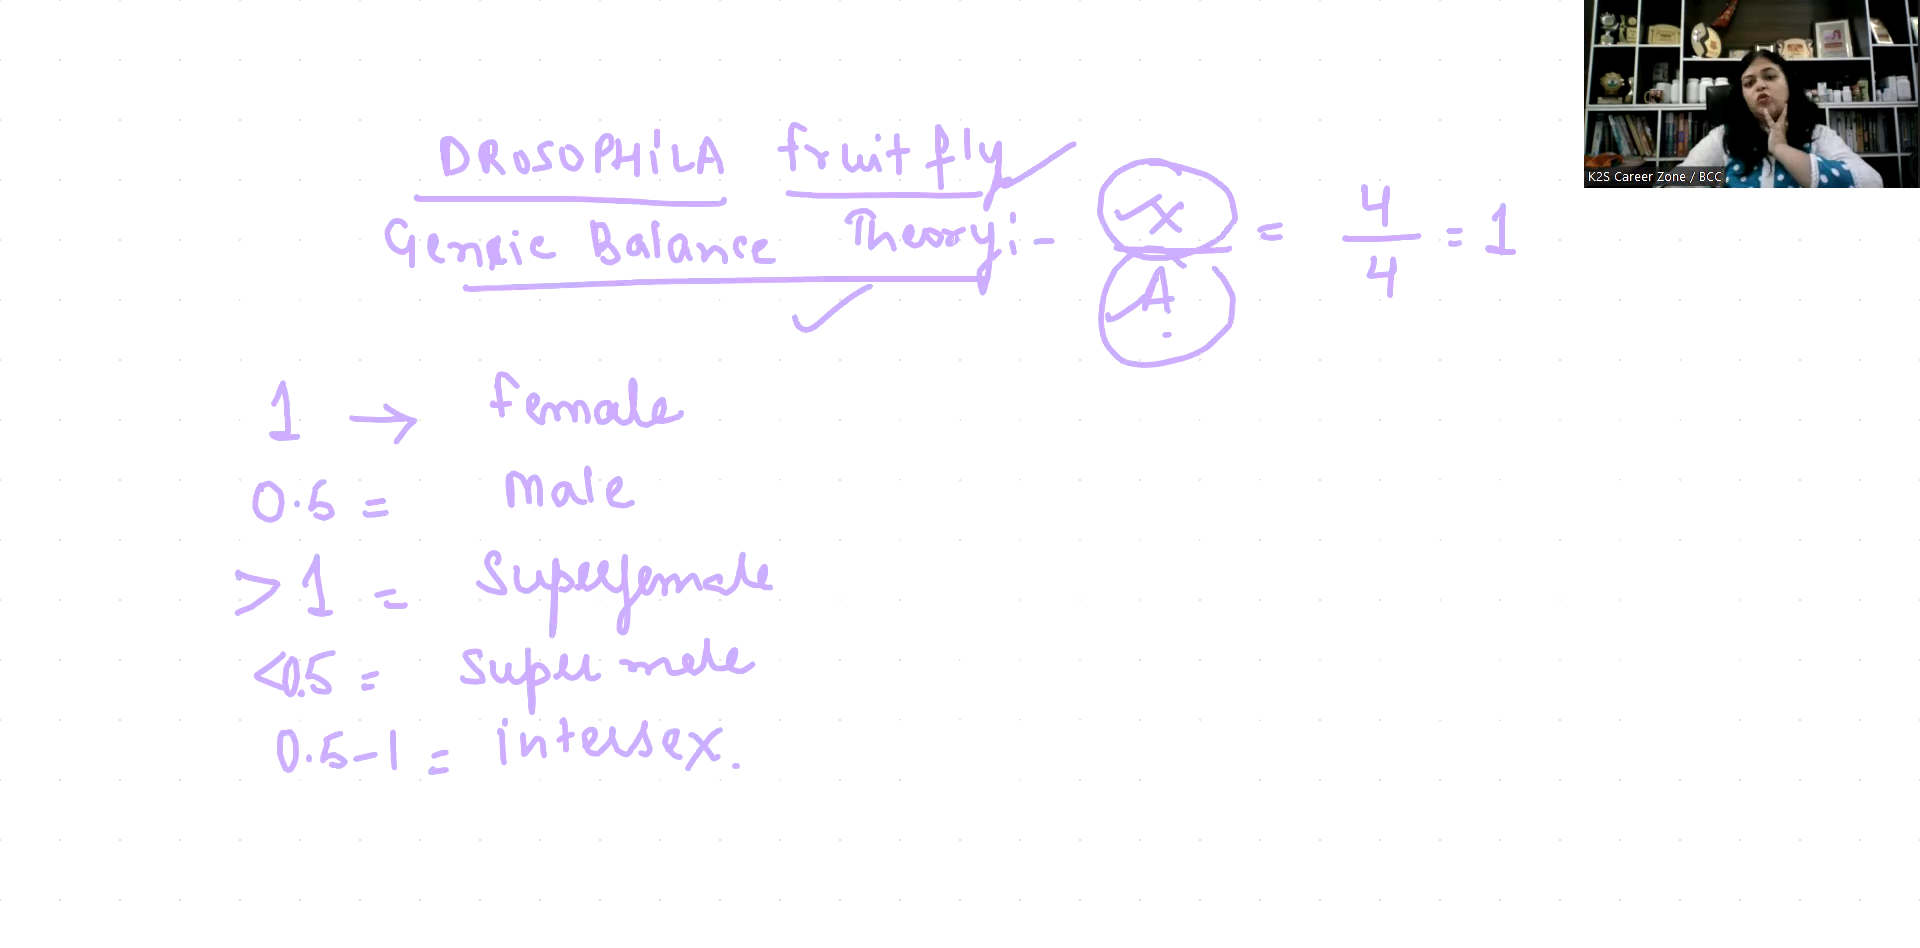 DROSOPHILA fruit fly
Genic Balance Theory:-
X
A
= 4/4 = 1
1 → female
0.5 = Male
>1 = Superfemale
<0.5 = Super male
0.5-1 = intersex.
K2S Career Zone / BCC